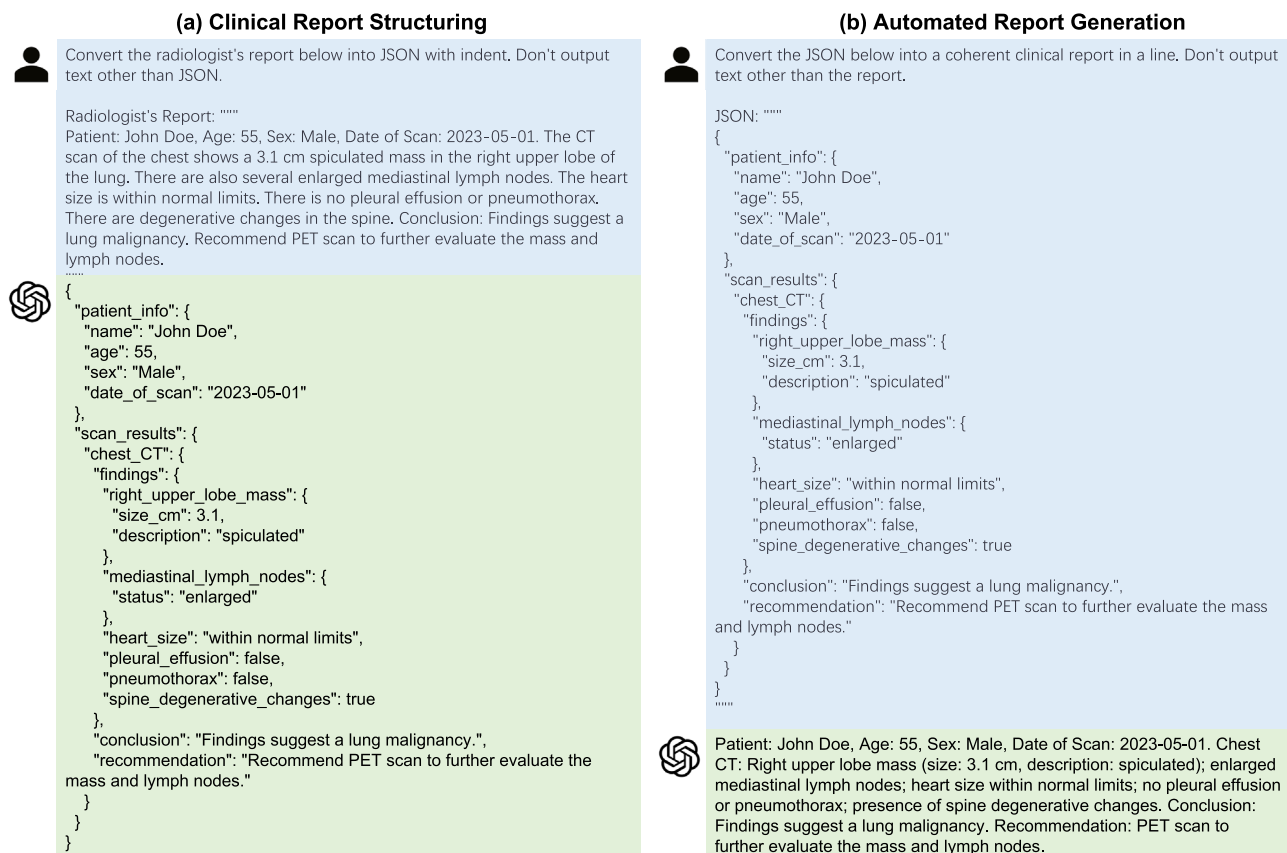 (a) Clinical Report Structuring
Convert the radiologist's report below into JSON with indent. Don't output
text other than JSON.
Radiologist's Report: """
Patient: John Doe, Age: 55, Sex: Male, Date of Scan: 2023-05-01. The CT
scan of the chest shows a 3.1 cm spiculated mass in the right upper lobe of
the lung. There are also several enlarged mediastinal lymph nodes. The heart
size is within normal limits. There is no pleural effusion or pneumothorax.
There are degenerative changes in the spine. Conclusion: Findings suggest a
lung malignancy. Recommend PET scan to further evaluate the mass and
lymph nodes.
"""
{
"patient_info": {
"name": "John Doe",
"age": 55,
"sex": "Male",
"date_of_scan": "2023-05-01"
},
"scan_results": {
"chest_CT": {
"findings": {
"right_upper_lobe_mass": {
"size_cm": 3.1,
"description": "spiculated"
},
"mediastinal_lymph_nodes": {
"status": "enlarged"
},
"heart_size": "within normal limits",
"pleural_effusion": false,
"pneumothorax": false,
"spine_degenerative_changes": true
},
"conclusion": "Findings suggest a lung malignancy.",
"recommendation": "Recommend PET scan to further evaluate the
mass and lymph nodes."
}
}
}
(b) Automated Report Generation
Convert the JSON below into a coherent clinical report in a line. Don't output
text other than the report.
JSON: """
{
"patient_info": {
"name": "John Doe",
"age": 55,
"sex": "Male",
"date_of_scan": "2023-05-01"
},
"scan_results": {
"chest_CT": {
"findings": {
"right_upper_lobe_mass": {
"size_cm": 3.1,
"description": "spiculated"
},
"mediastinal_lymph_nodes": {
"status": "enlarged"
},
"heart_size": "within normal limits",
"pleural_effusion": false,
"pneumothorax": false,
"spine_degenerative_changes": true
},
"conclusion": "Findings suggest a lung malignancy.",
"recommendation": "Recommend PET scan to further evaluate the mass
and lymph nodes."
}
}
}
"""
Patient: John Doe, Age: 55, Sex: Male, Date of Scan: 2023-05-01. Chest
CT: Right upper lobe mass (size: 3.1 cm, description: spiculated); enlarged
mediastinal lymph nodes; heart size within normal limits; no pleural effusion
or pneumothorax; presence of spine degenerative changes. Conclusion:
Findings suggest a lung malignancy. Recommendation: PET scan to
further evaluate the mass and lymph nodes.